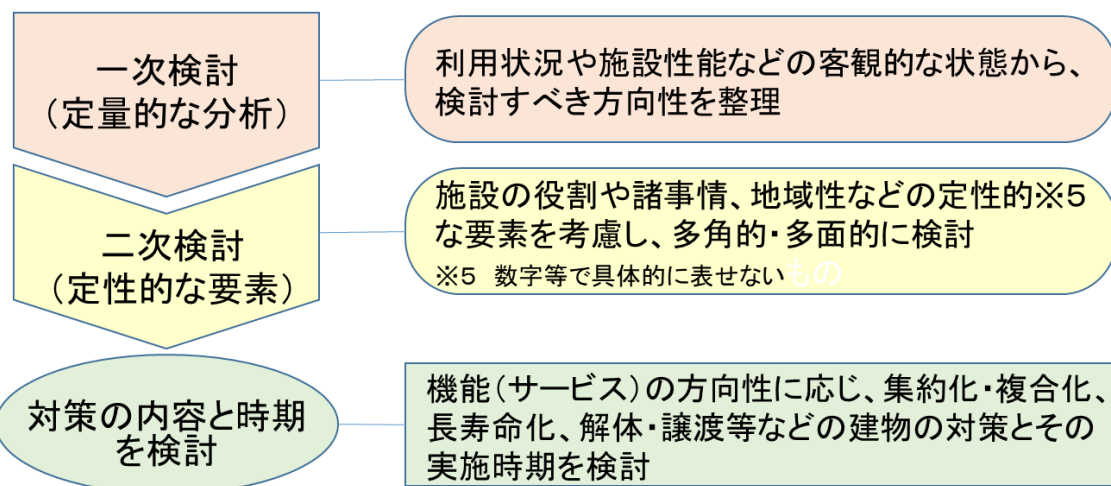 一次検討
（定量的な分析）
利用状況や施設性能などの客観的な状態から、
検討すべき方向性を整理
二次検討
（定性的な要素）
施設の役割や諸事情、地域性などの定性的※５
な要素を考慮し、多角的・多面的に検討
※５　数字等で具体的に表せないもの
対策の内容と時期
を検討
機能（サービス）の方向性に応じ、集約化・複合化、
長寿命化、解体・譲渡等などの建物の対策とその
実施時期を検討